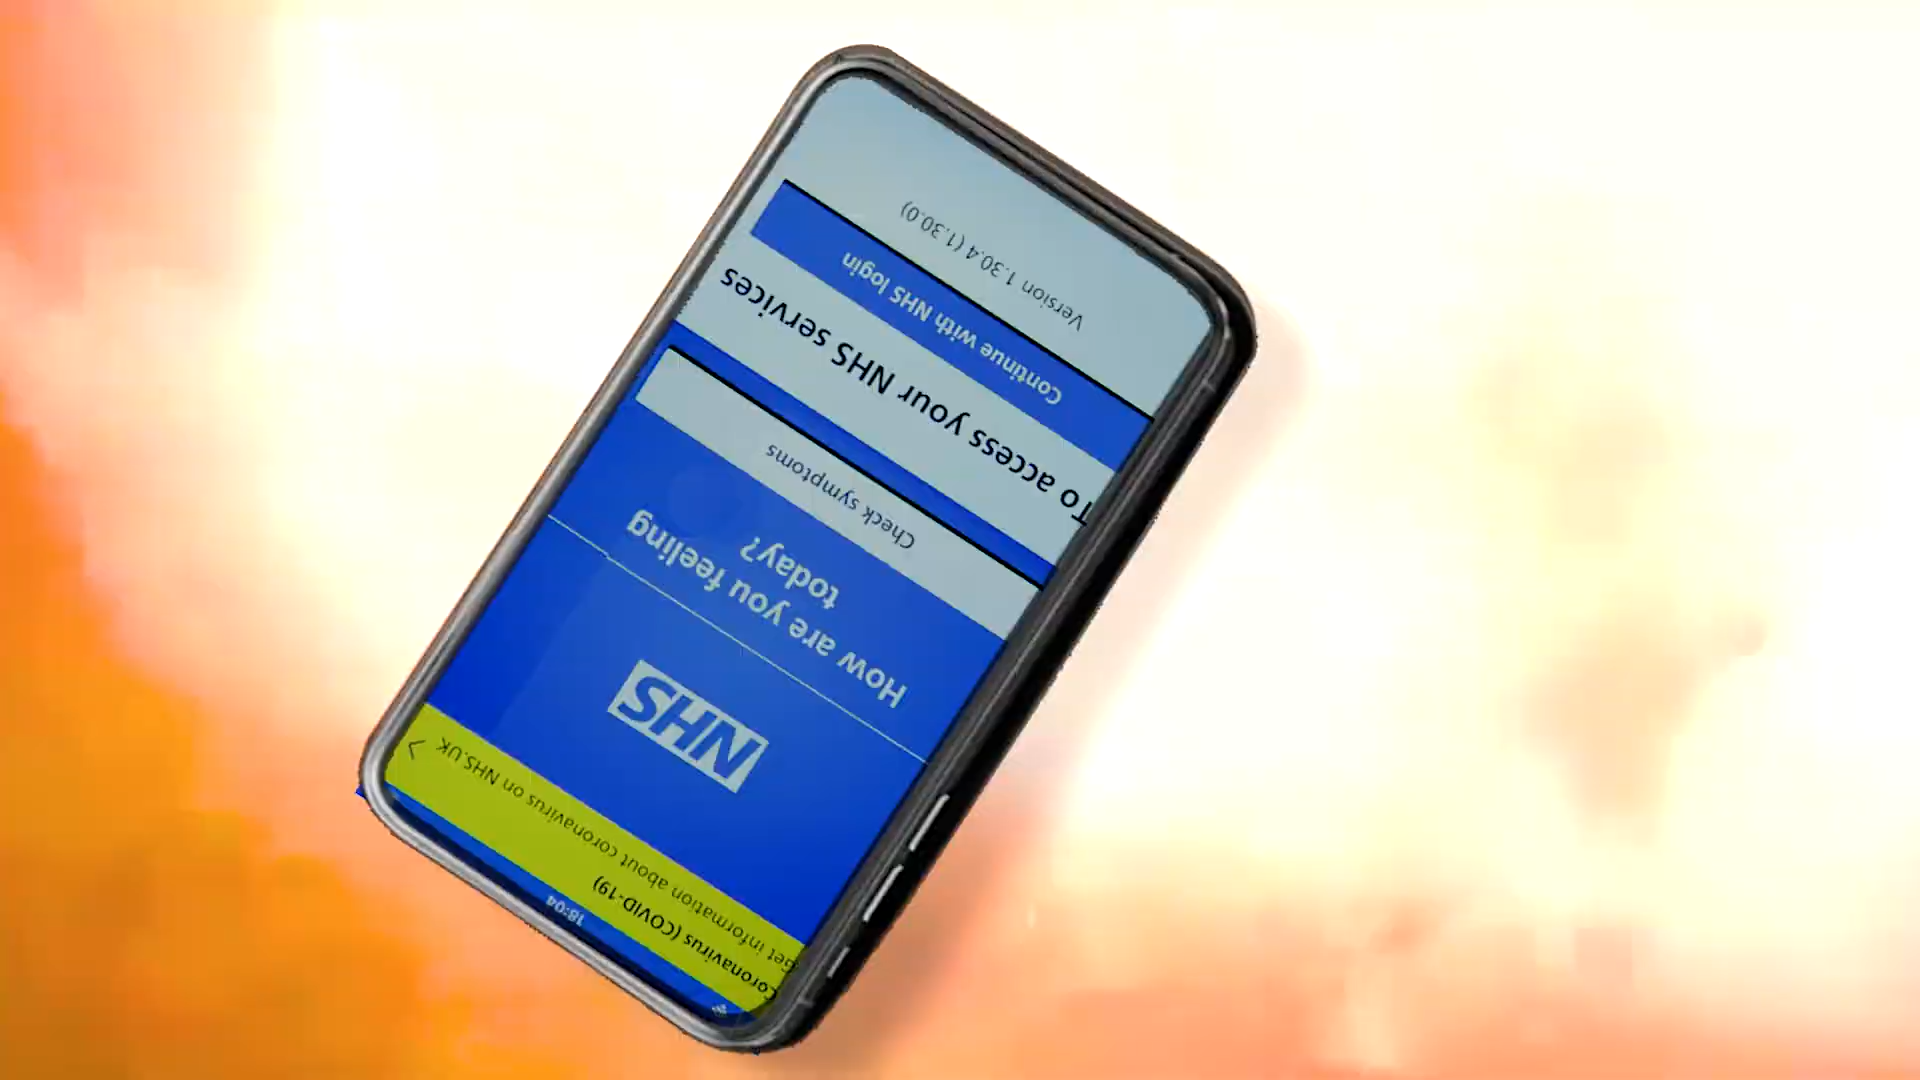 18:04
Coronavirus (COVID-19)
Get information about coronavirus on NHS.UK
NHS
How are you feeling
today?
Check symptoms
To access your NHS services
Continue with NHS login
Version 1.30.4 (1.30.0)